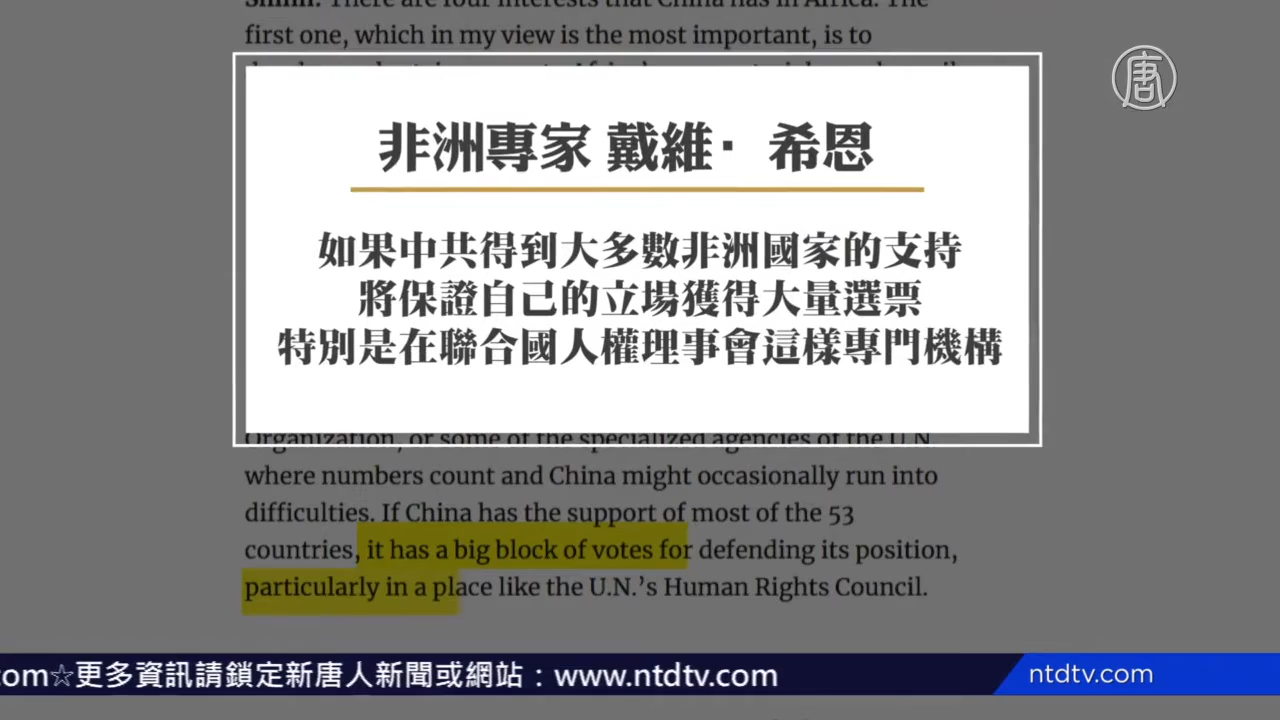 Shinn: There are four interests that China has in Africa. The
first one, which in my view is the most important, is to
唐
非洲專家 戴維· 希恩
如果中共得到大多數非洲國家的支持
將保證自己的立場獲得大量選票
特別是在聯合國人權理事會這樣專門機構
Organization, or some of the specialized agencies of the U.N.
where numbers count and China might occasionally run into
difficulties. If China has the support of most of the 53
countries, it has a big block of votes for defending its position,
particularly in a place like the U.N.’s Human Rights Council.
com☆更多資訊請鎖定新唐人新聞或網站：www.ntdtv.com
ntdtv.com